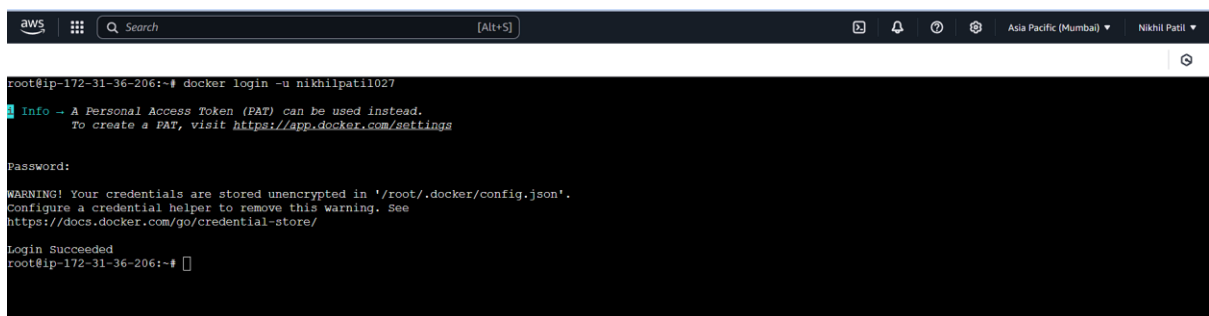 aws Search [Alt+S] Asia Pacific (Mumbai) ▼ Nikhil Patil ▼
root@ip-172-31-36-206:~# docker login -u nikhilpatil027
i Info → A Personal Access Token (PAT) can be used instead.
To create a PAT, visit https://app.docker.com/settings
Password:
WARNING! Your credentials are stored unencrypted in '/root/.docker/config.json'.
Configure a credential helper to remove this warning. See
https://docs.docker.com/go/credential-store/
Login Succeeded
root@ip-172-31-36-206:~#